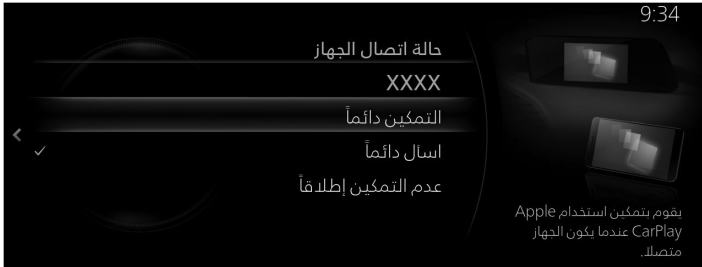 9:34
حالة اتصال الجهاز
XXXX
التمكين دائماً
اسأل دائماً
عدم التمكين إطلاقاً
يقوم بتمكين استخدام Apple
CarPlay عندما يكون الجهاز
متصلاً.